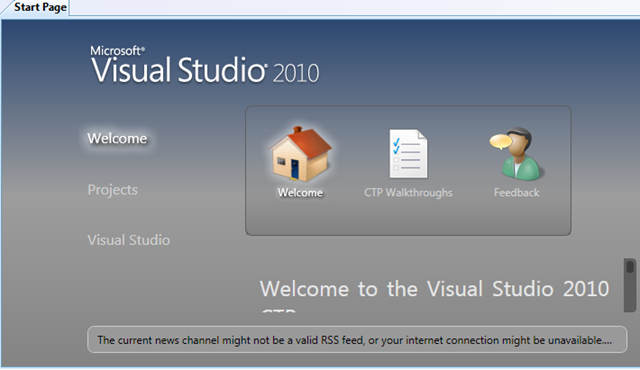 Start Page
Microsoft®
Visual Studio® 2010
Welcome
Projects
Visual Studio
Welcome
CTP Walkthroughs
Feedback
Welcome to the Visual Studio 2010
CTP
The current news channel might not be a valid RSS feed, or your internet connection might be unavailable....